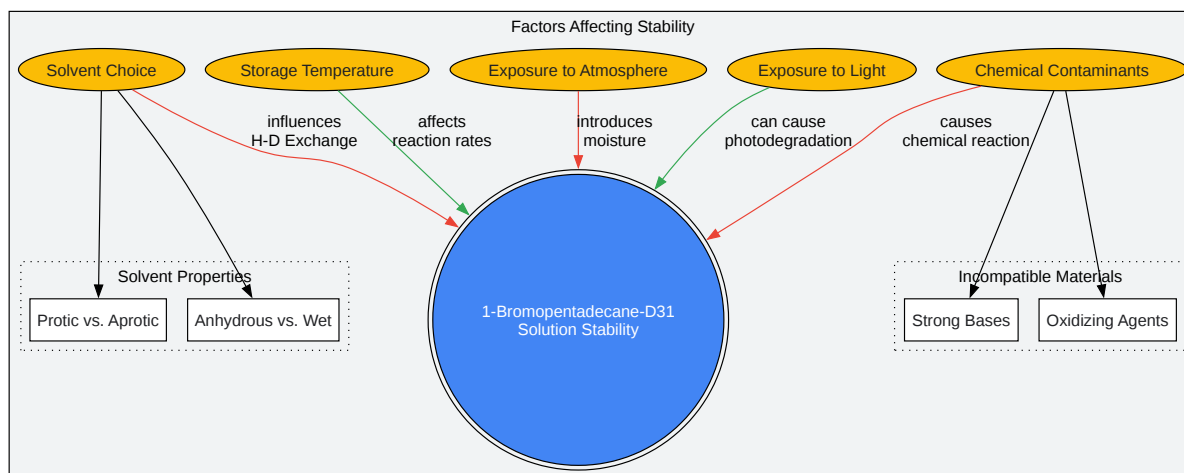 Factors Affecting Stability
Solvent Choice
Storage Temperature
Exposure to Atmosphere
Exposure to Light
Chemical Contaminants
influences
H-D Exchange
affects
reaction rates
introduces
moisture
can cause
photodegradation
causes
chemical reaction
Solvent Properties
Protic vs. Aprotic
Anhydrous vs. Wet
1-Bromopentadecane-D31
Solution Stability
Incompatible Materials
Strong Bases
Oxidizing Agents